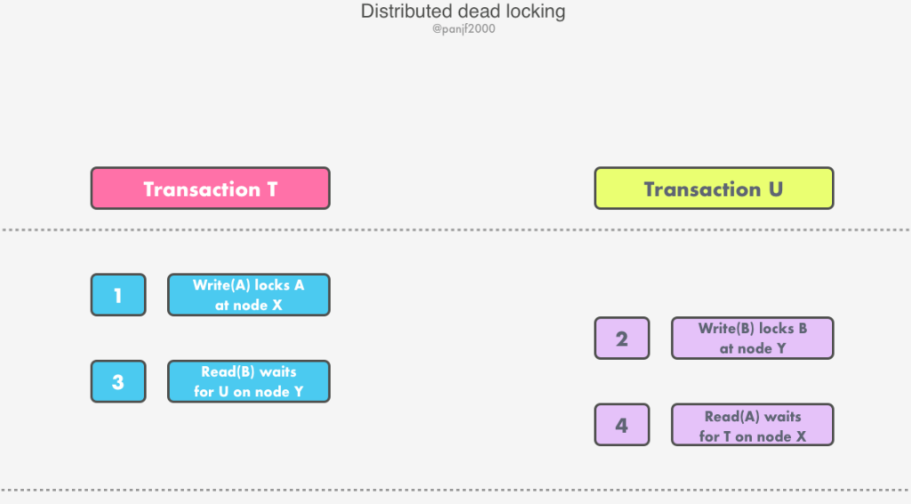 Distributed dead locking
@panjf2000
Transaction T
Transaction U
1
Write(A) locks A
at node X
2
Write(B) locks B
at node Y
3
Read(B) waits
for U on node Y
4
Read(A) waits
for T on node X